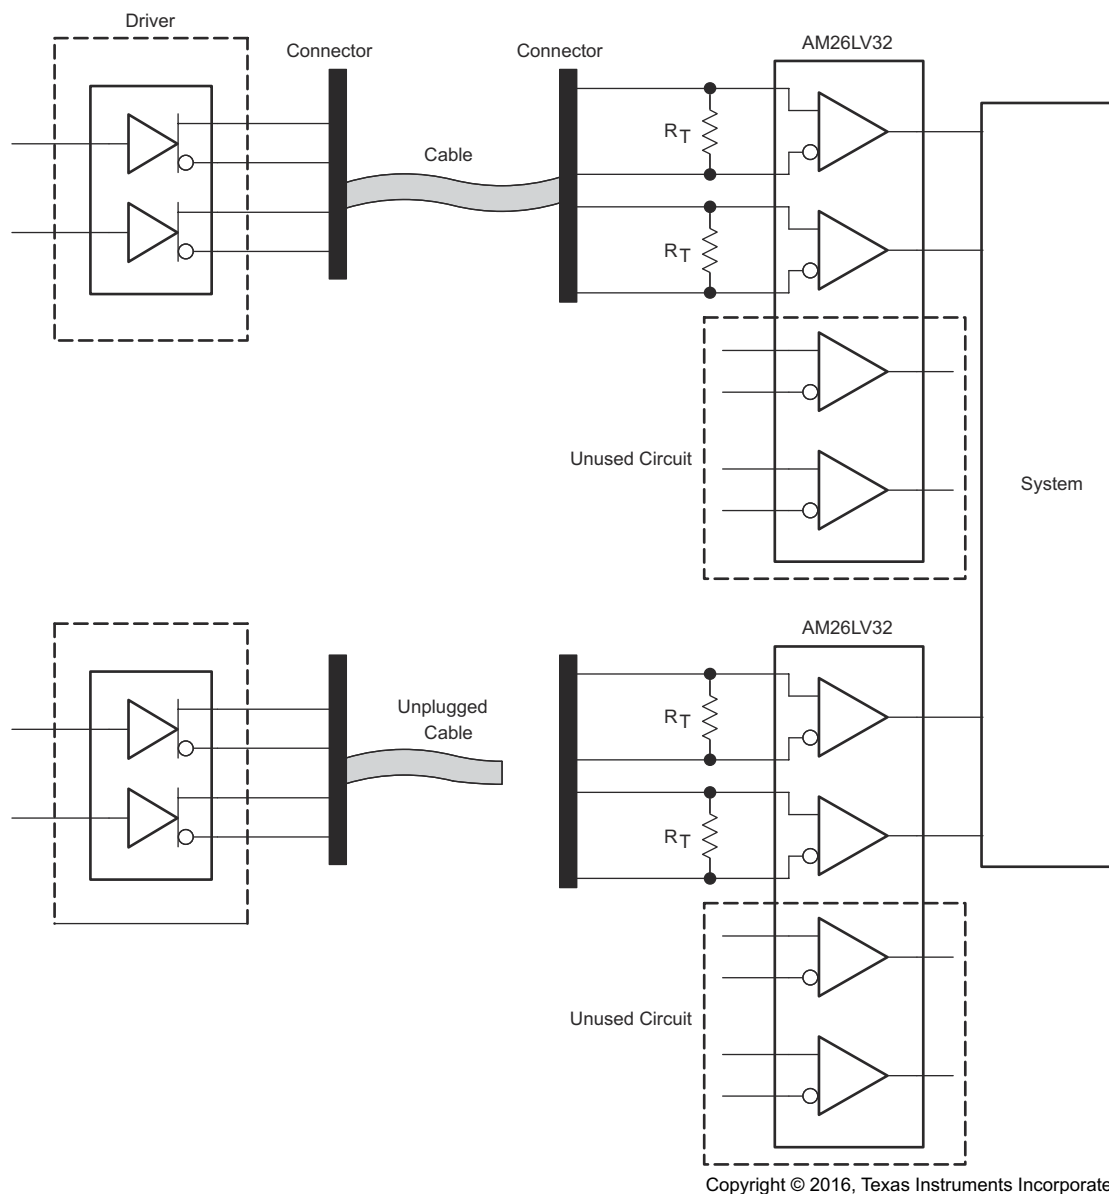 Driver
Connector
Connector
AM26LV32
Cable
RT
RT
Unused Circuit
System
AM26LV32
Unplugged
Cable
RT
RT
Unused Circuit
Copyright © 2016, Texas Instruments Incorporate